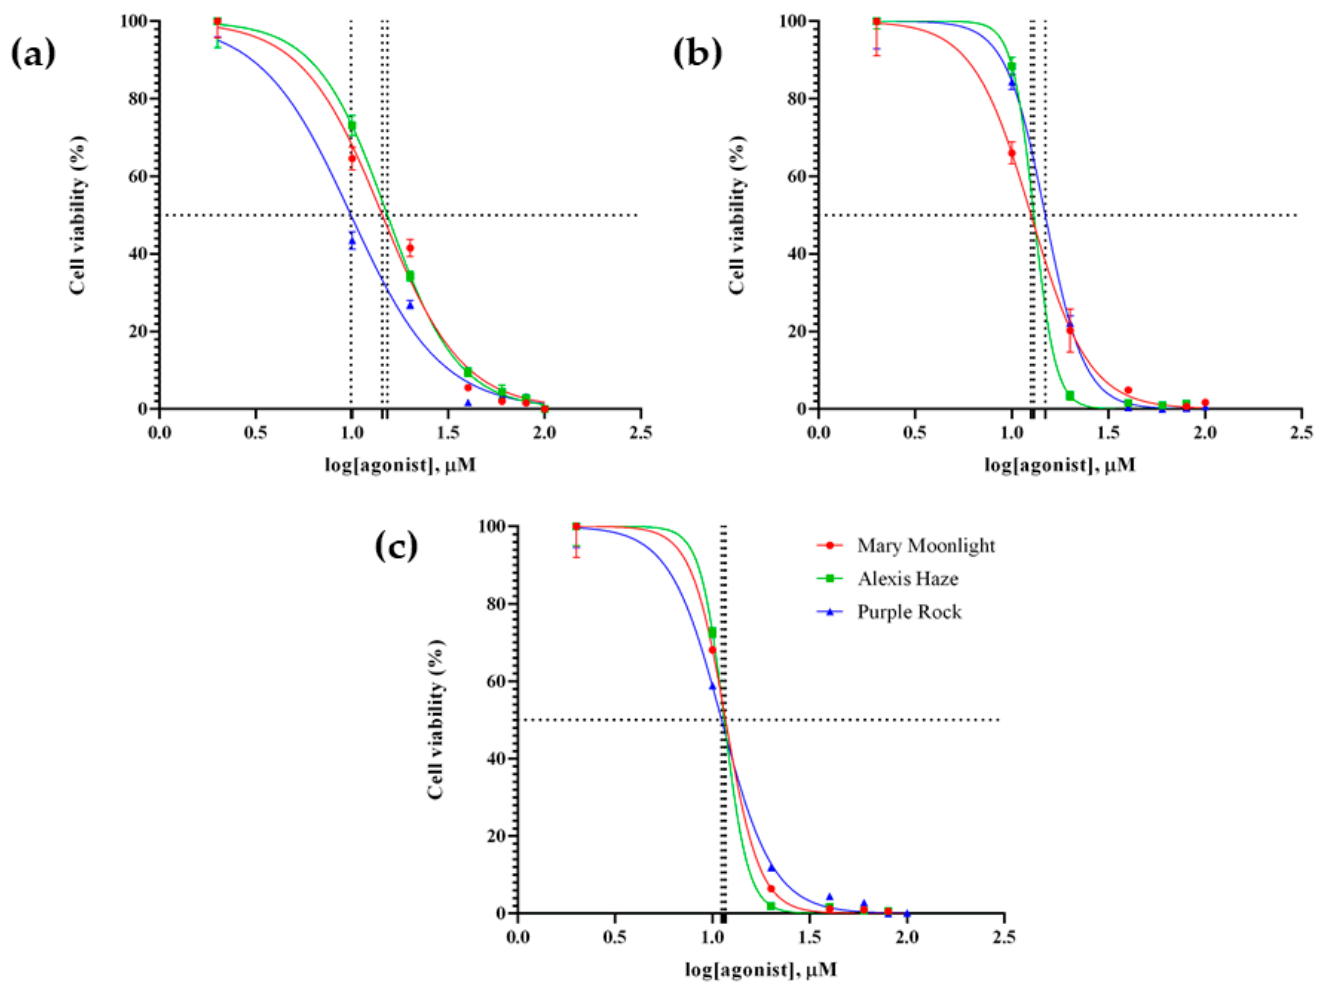 (a)
100
80
60
40
20
0
Cell viability (%)
0.0 0.5 1.0 1.5 2.0 2.5
log[agonist], μM
(b)
100
80
60
40
20
0
Cell viability (%)
0.0 0.5 1.0 1.5 2.0 2.5
log[agonist], μM
(c)
100
80
60
40
20
0
Cell viability (%)
0.0 0.5 1.0 1.5 2.0 2.5
log[agonist], μM
Mary Moonlight
Alexis Haze
Purple Rock